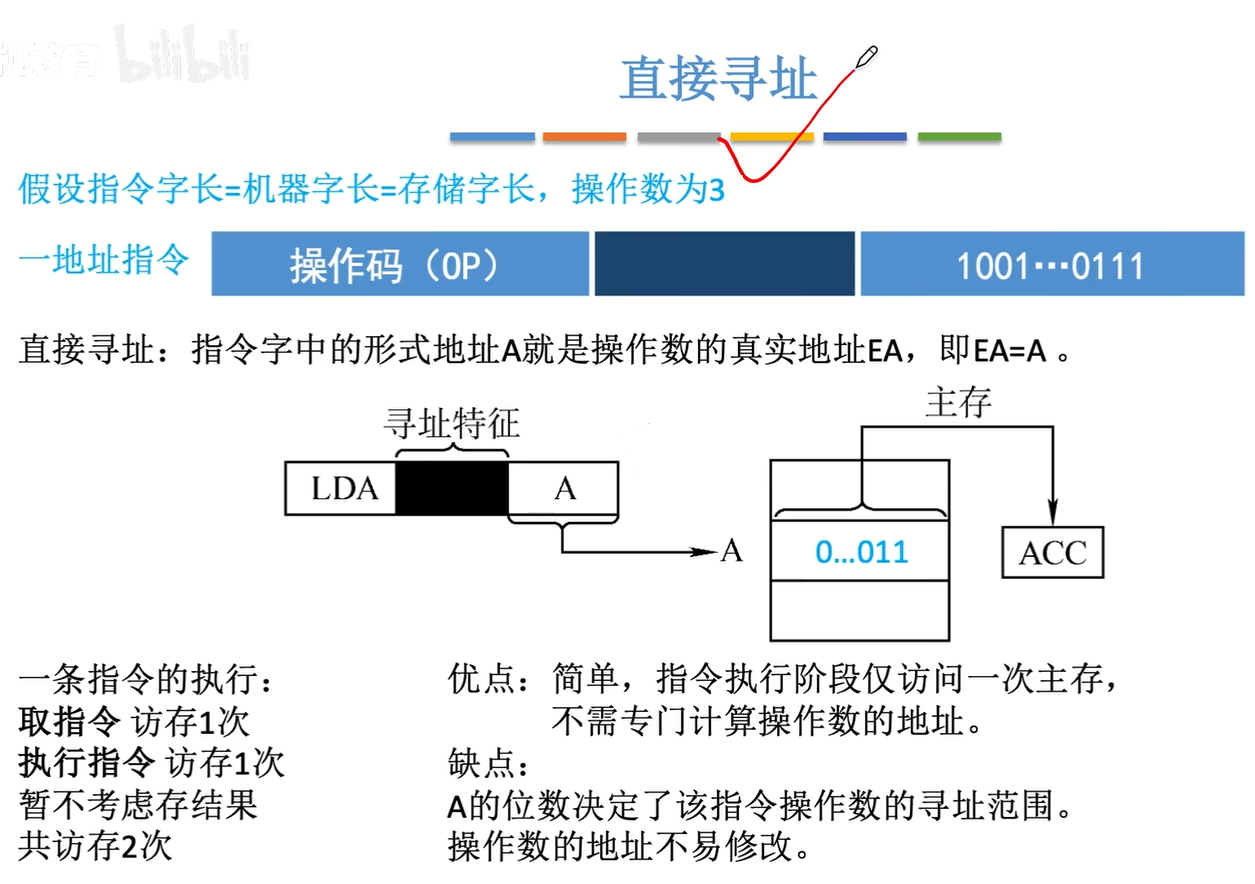 bilibili
直接寻址
假设指令字长=机器字长=存储字长，操作数为3
一地址指令 操作码（OP） 1001…0111
直接寻址：指令字中的形式地址A就是操作数的真实地址EA，即EA=A 。
主存
寻址特征
LDA A
A 0...011 ACC
一条指令的执行：
取指令 访存1次
执行指令 访存1次
暂不考虑存结果
共访存2次
优点：简单，指令执行阶段仅访问一次主存，
不需专门计算操作数的地址。
缺点：
A的位数决定了该指令操作数的寻址范围。
操作数的地址不易修改。